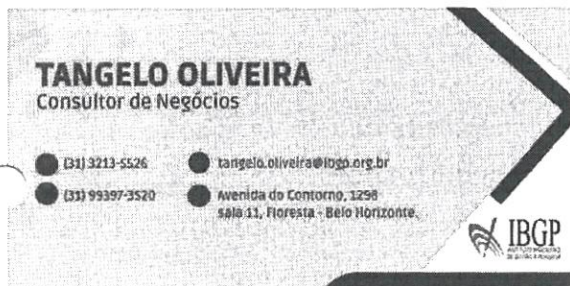 TANGELO OLIVEIRA
Consultor de Negócios
(31) 3213-5526
tangelo.oliveira@ibgp.org.br
(31) 99397-3520
Avenida do Contorno, 1298
sala 11, Floresta - Belo Horizonte.
IBGP